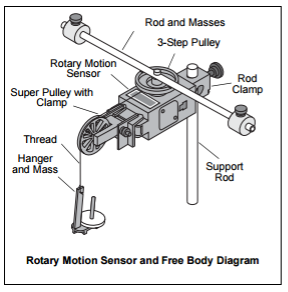 Rod and Masses
3-Step Pulley
Rotary Motion
Sensor
Rod
Clamp
Super Pulley with
Clamp
Thread
Hanger
and Mass
Support
Rod
Rotary Motion Sensor and Free Body Diagram